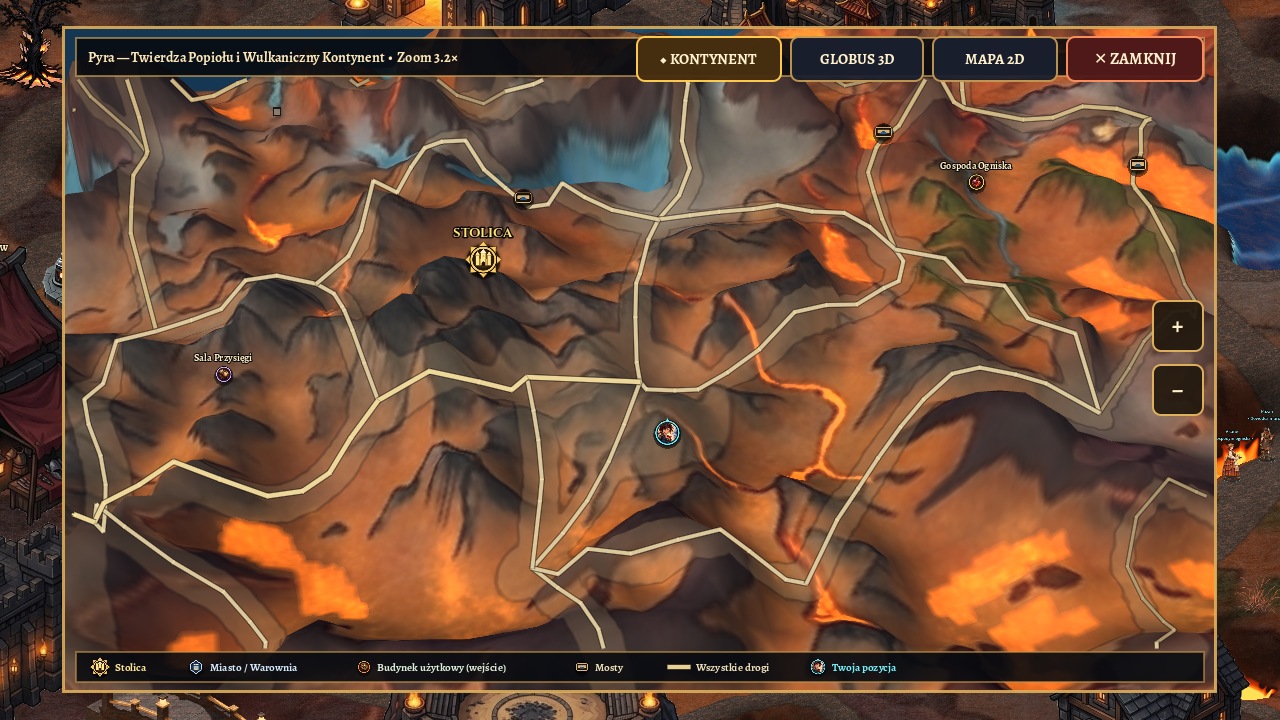 Pyra — Twierdza Popiołu i Wulkaniczny Kontynent • Zoom 3.2×
⬥ KONTYNENT
GLOBUS 3D
MAPA 2D
✕ ZAMKNIJ
Gospoda Ogniska
STOLICA
Sala Przysięgi
+
−
Stolica
Miasto / Warownia
Budynek użytkowy (wejście)
Mosty
Wszystkie drogi
Twoja pozycja